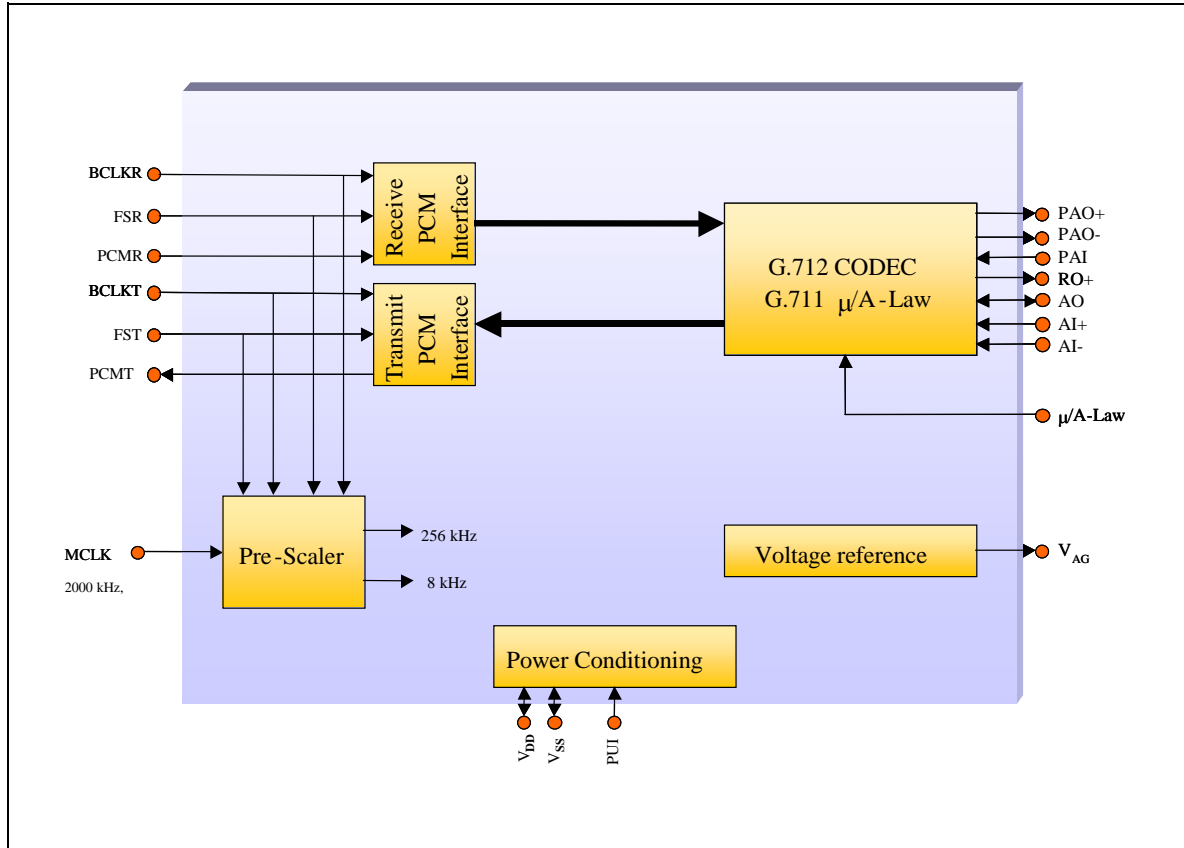 BCLKR
FSR
PCMR
BCLKT
FST
PCMT
Receive
PCM
Interface
Transmit
PCM
Interface
G.712 CODEC
G.711 μ/A-Law
PAO+
PAO-
PAI
RO+
AO
AI+
AI-
μ/A-Law
MCLK
2000 kHz,
Pre-Scaler
256 kHz
8 kHz
Voltage reference
VAG
Power Conditioning
VDD
VSS
PUI